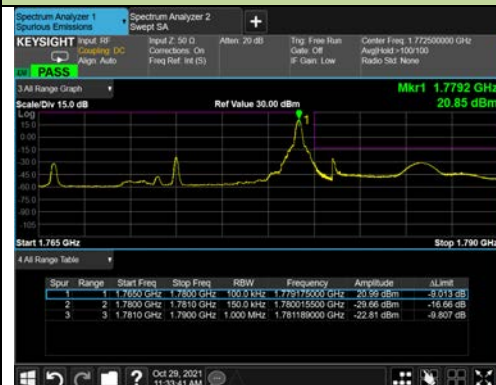 Spectrum Analyzer 1
Spurious Emissions
Spectrum Analyzer 2
Swept SA
+
KEYSIGHT
Input: RF
Coupling: DC
Align: Auto
Input Z: 50 Ω
Corrections: On
Freq Ref: Int (S)
Atten: 20 dB
Trig: Free Run
Gate: Off
IF Gain: Low
Center Freq: 1.772500000 GHz
Avg|Hold:>100/100
Radio Std: None
PASS
3 All Range Graph
Mkr1 1.7792 GHz
Scale/Div 15.0 dB
Ref Value 30.00 dBm
20.85 dBm
Log
15.0
0.00
-15.0
-30.0
-45.0
-60.0
-75.0
-90.0
-105
1
Start 1.765 GHz
Stop 1.790 GHz
4 All Range Table
Spur Range Start Freq Stop Freq RBW Frequency Amplitude ΔLimit
1 1 1.7650 GHz 1.7800 GHz 100.0 kHz 1.779175000 GHz 20.99 dBm -9.013 dB
2 2 1.7800 GHz 1.7810 GHz 150.0 kHz 1.780015500 GHz -29.66 dBm -16.66 dB
3 3 1.7810 GHz 1.7900 GHz 1.000 MHz 1.781189000 GHz -22.81 dBm -9.807 dB
?
Oct 29, 2021
11:33:41 AM